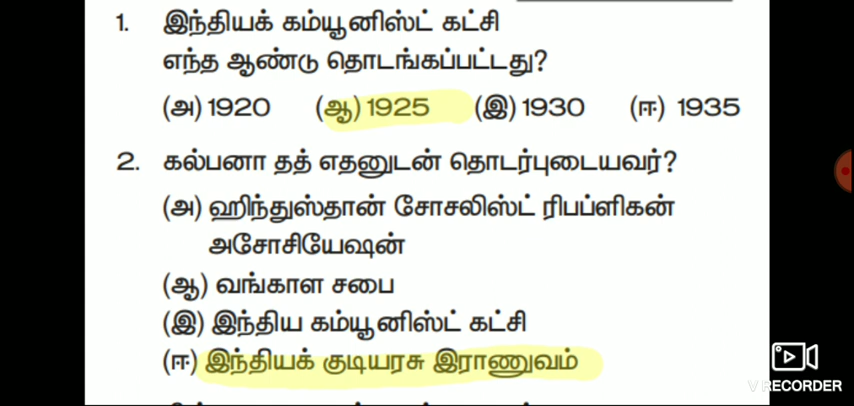 1. இந்தியக் கம்யூனிஸ்ட் கட்சி
எந்த ஆண்டு தொடங்கப்பட்டது?
(அ) 1920 (ஆ) 1925 (இ) 1930 (ஈ) 1935
2. கல்பனா தத் எதனுடன் தொடர்புடையவர்?
(அ) ஹிந்துஸ்தான் சோசலிஸ்ட் ரிபப்ளிகன்
அசோசியேஷன்
(ஆ) வங்காள சபை
(இ) இந்திய கம்யூனிஸ்ட் கட்சி
(ஈ) இந்தியக் குடியரசு இராணுவம்
V RECORDER